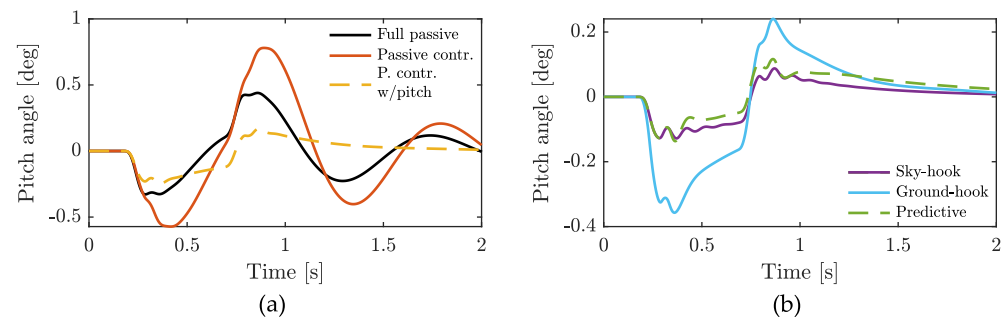 1
0.5
0
-0.5
Pitch angle [deg]
Full passive
Passive contr.
P. contr.
w/pitch
0 0.5 1 1.5 2
Time [s]
(a)
0.2
0
-0.2
-0.4
Pitch angle [deg]
Sky-hook
Ground-hook
Predictive
0 0.5 1 1.5 2
Time [s]
(b)